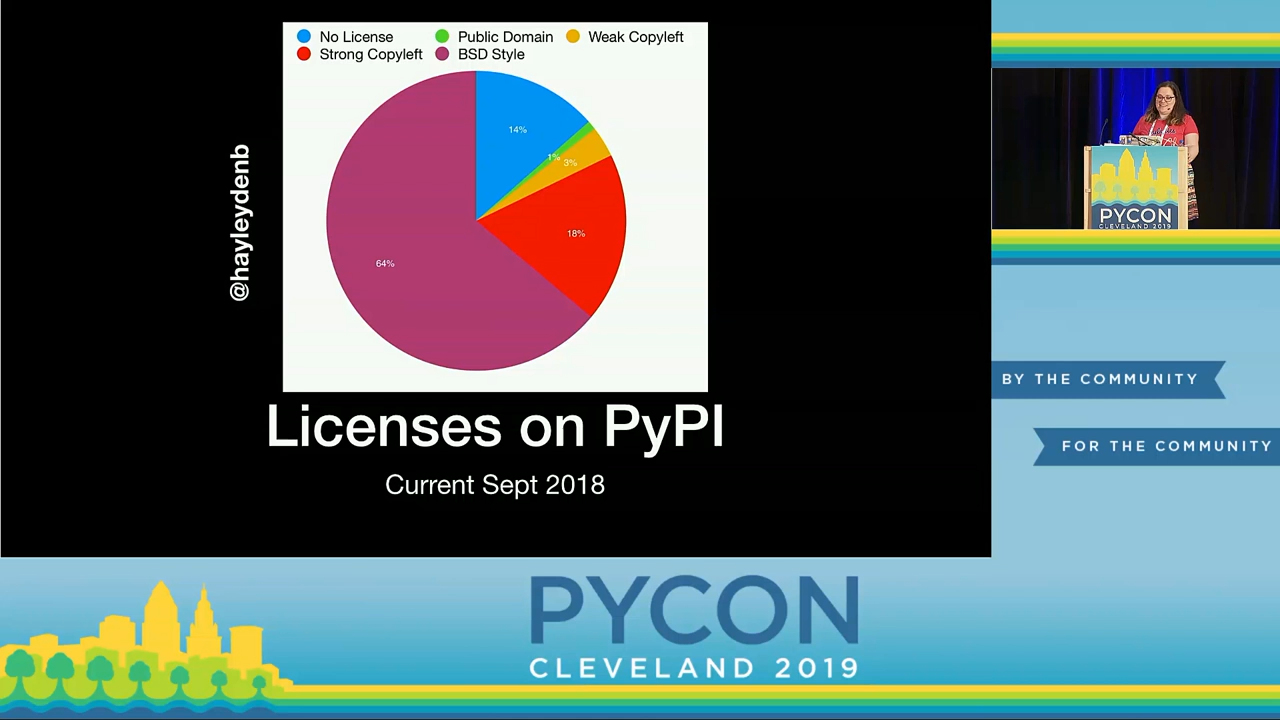 No License
Public Domain
Weak Copyleft
Strong Copyleft
BSD Style
14%
1%
3%
18%
64%
@hayleydenb
Licenses on PyPI
Current Sept 2018
PYCON
CLEVELAND 2019
BY THE COMMUNITY
FOR THE COMMUNITY
PYCON
CLEVELAND 2019